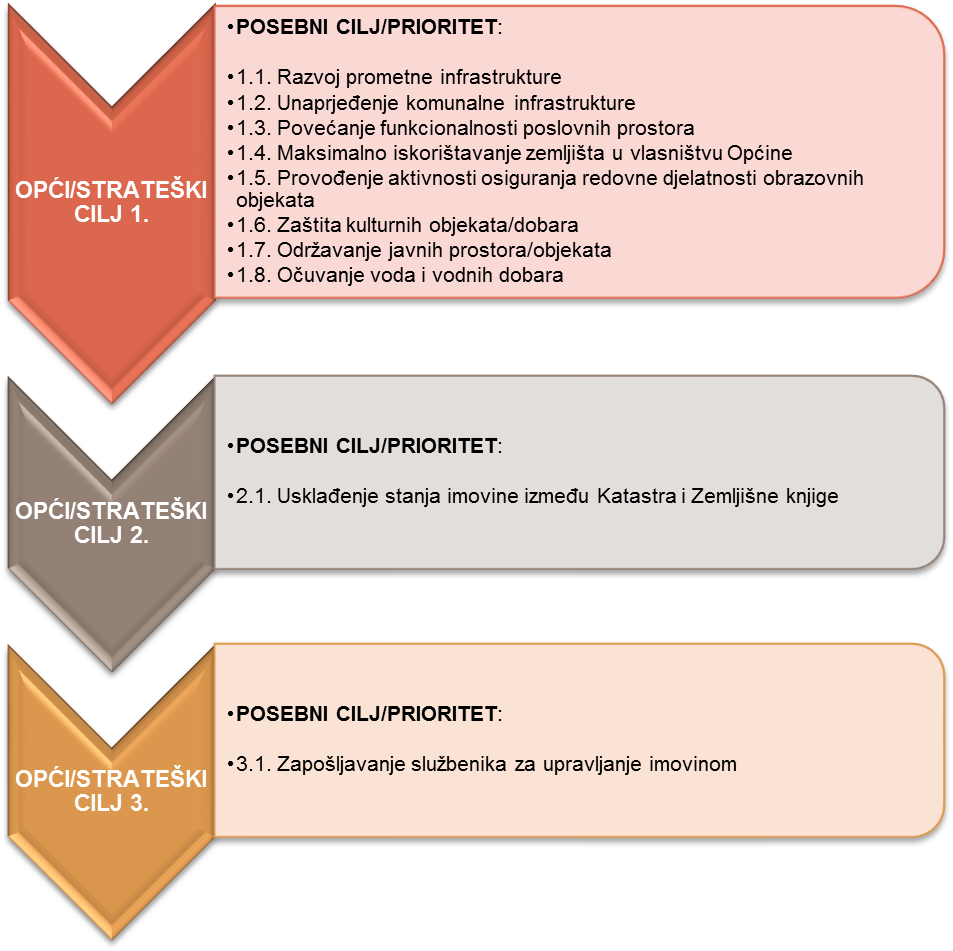 OPĆI/STRATEŠKI
CILJ 1.
•POSEBNI CILJ/PRIORITET:
•1.1. Razvoj prometne infrastrukture
•1.2. Unaprjeđenje komunalne infrastrukture
•1.3. Povećanje funkcionalnosti poslovnih prostora
•1.4. Maksimalno iskorištavanje zemljišta u vlasništvu Općine
•1.5. Provođenje aktivnosti osiguranja redovne djelatnosti obrazovnih
objekata
•1.6. Zaštita kulturnih objekata/dobara
•1.7. Održavanje javnih prostora/objekata
•1.8. Očuvanje voda i vodnih dobara
OPĆI/STRATEŠKI
CILJ 2.
•POSEBNI CILJ/PRIORITET:
•2.1. Usklađenje stanja imovine između Katastra i Zemljišne knjige
OPĆI/STRATEŠKI
CILJ 3.
•POSEBNI CILJ/PRIORITET:
•3.1. Zapošljavanje službenika za upravljanje imovinom